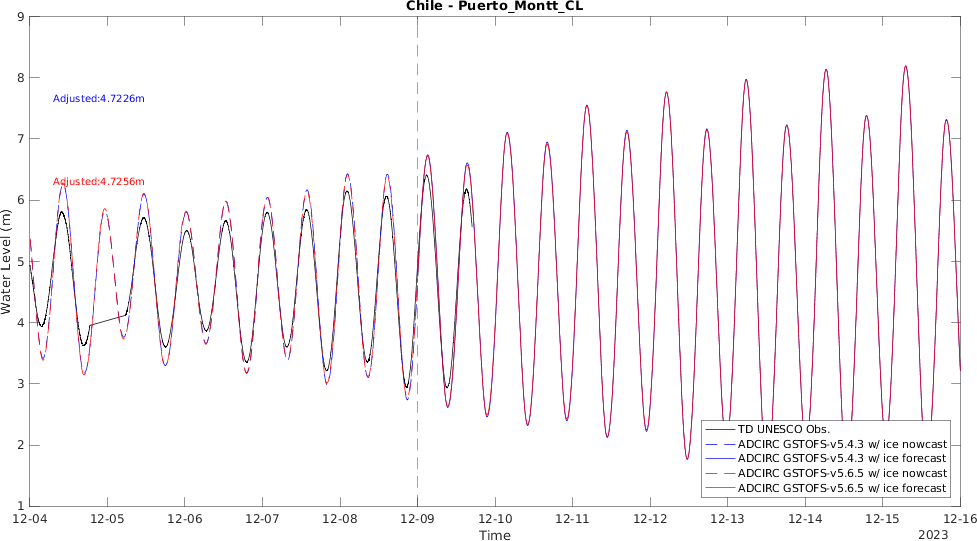 Chile - Puerto_Montt_CL
9
8
7
6
5
4
3
2
1
Water Level (m)
Adjusted:4.7226m
Adjusted:4.7256m
TD UNESCO Obs.
ADCIRC GSTOFS-v5.4.3 w/ ice nowcast
ADCIRC GSTOFS-v5.4.3 w/ ice forecast
ADCIRC GSTOFS-v5.6.5 w/ ice nowcast
ADCIRC GSTOFS-v5.6.5 w/ ice forecast
12-04 12-05 12-06 12-07 12-08 12-09 12-10 12-11 12-12 12-13 12-14 12-15 12-16
Time
2023